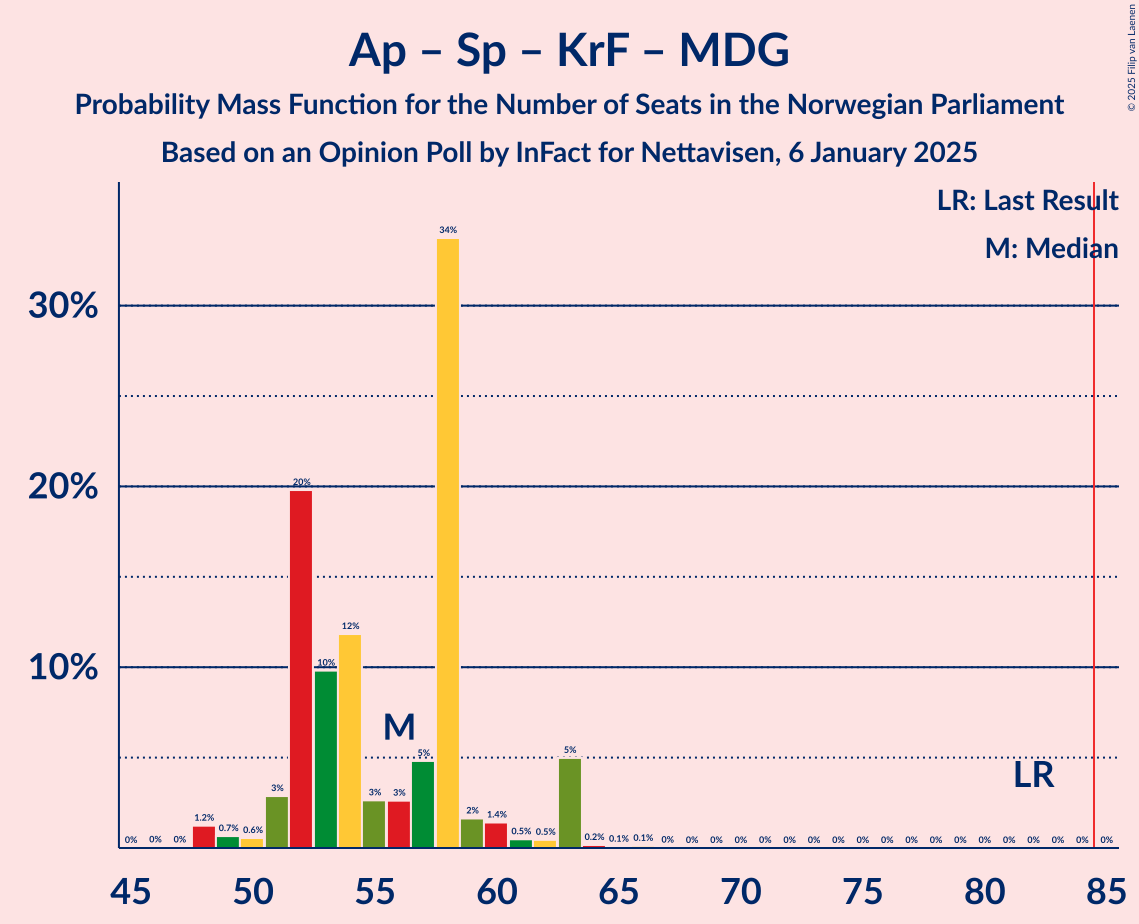 Ap – Sp – KrF – MDG
Probability Mass Function for the Number of Seats in the Norwegian Parliament
Based on an Opinion Poll by InFact for Nettavisen, 6 January 2025
© 2025 Filip van Laenen
LR: Last Result
M: Median
30%
20%
10%
0% 0% 0% 1.2% 0.7% 0.6% 3% 20% 10% 12% 3% 3% 5% 34% 2% 1.4% 0.5% 0.5% 5% 0.2% 0.1% 0.1% 0% 0% 0% 0% 0% 0% 0% 0% 0% 0% 0% 0% 0% 0% 0% 0% 0% 0% 0%
M
LR
45 50 55 60 65 70 75 80 85